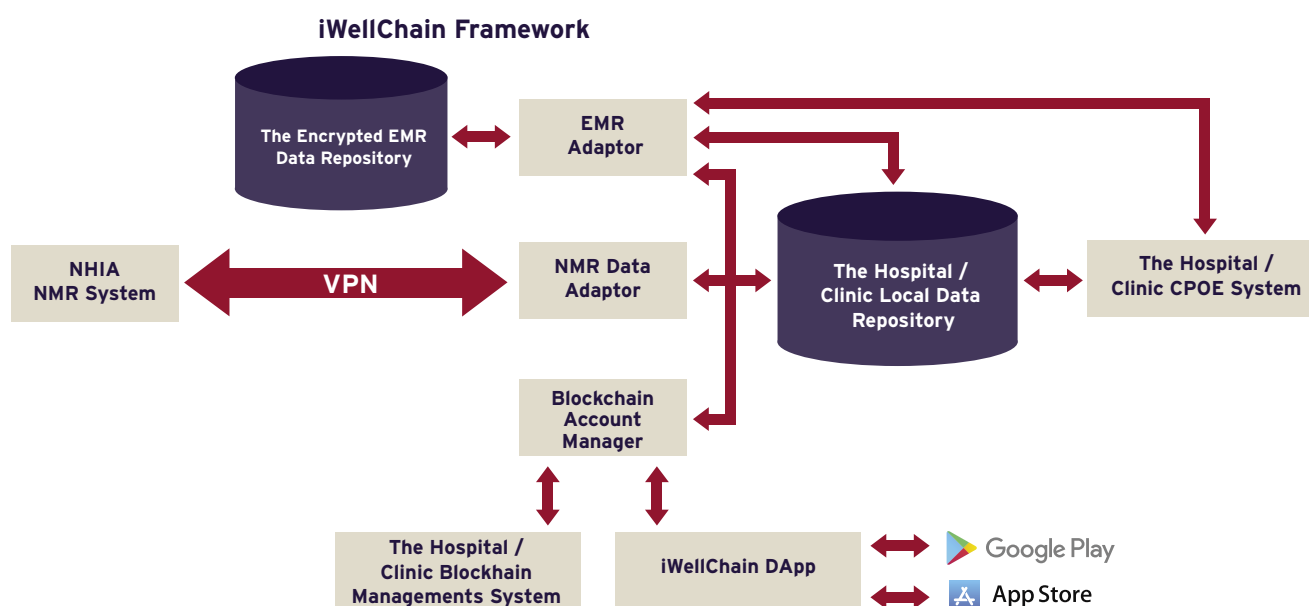 iWellChain Framework
The Encrypted EMR
Data Repository
EMR
Adaptor
NHIA
NMR System
VPN
NMR Data
Adaptor
The Hospital /
Clinic Local Data
Repository
The Hospital /
Clinic CPOE System
Blockchain
Account
Manager
The Hospital /
Clinic Blockhain
Managements System
iWellChain DApp
Google Play
App Store